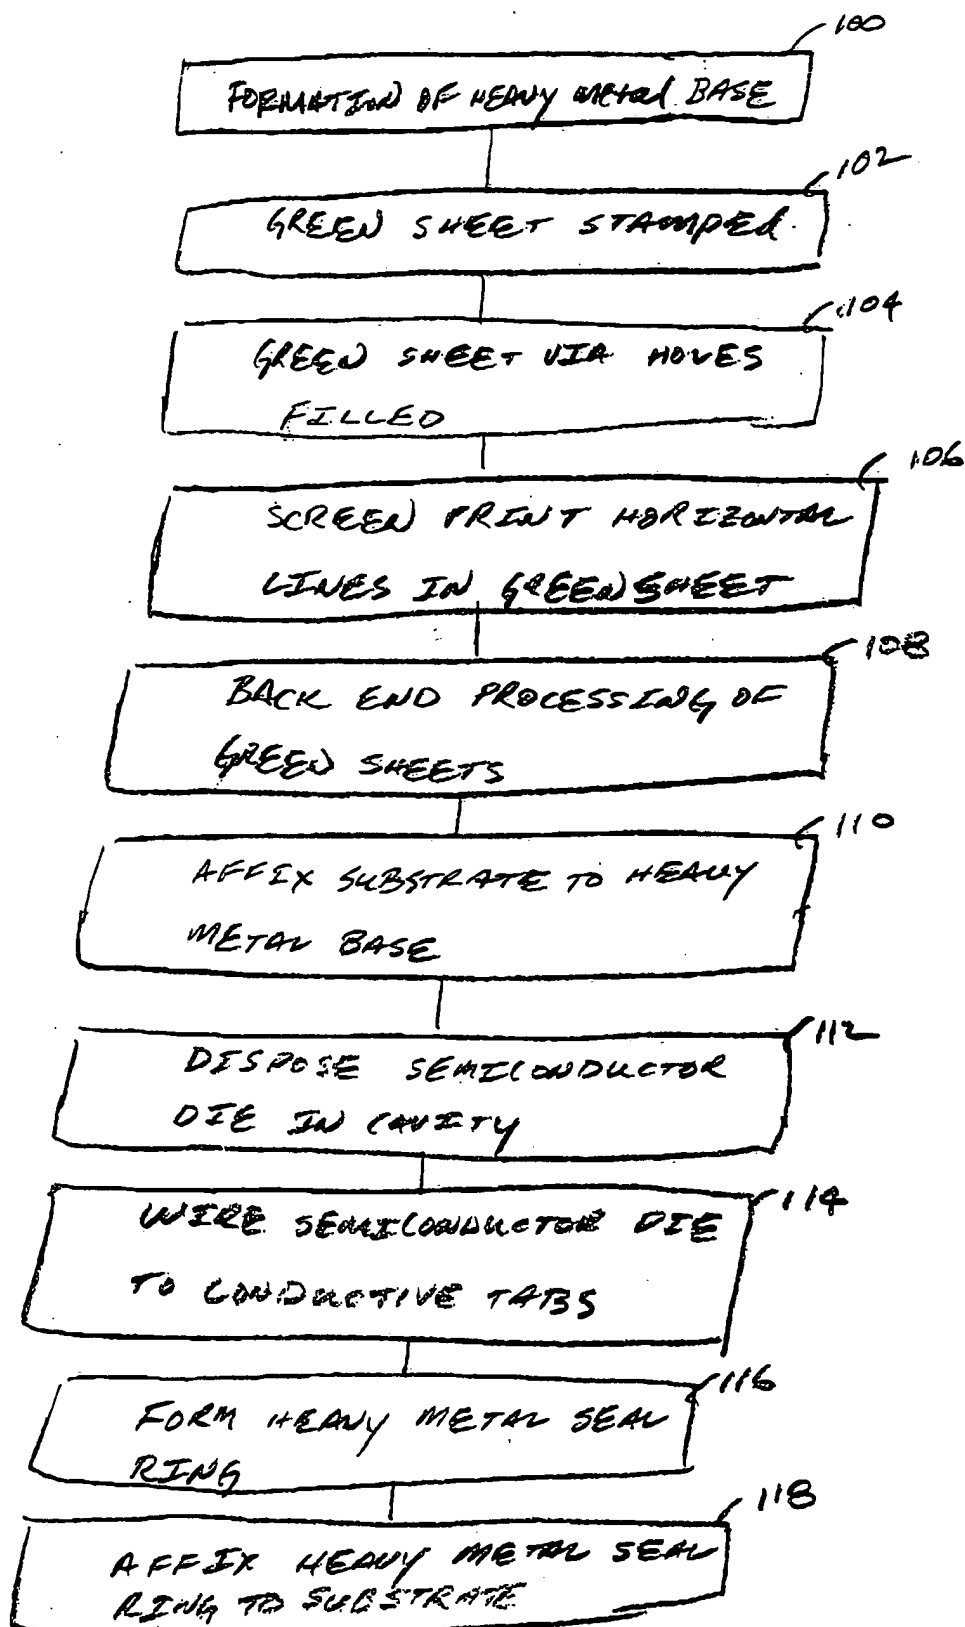 100
FORMATION OF HEAVY METAL BASE
102
GREEN SHEET STAMPED.
104
GREEN SHEET VIA HOLES
FILLED
106
SCREEN PRINT HORIZONTAL
LINES IN GREEN SHEET
108
BACK END PROCESSING OF
GREEN SHEETS
110
AFFIX SUBSTRATE TO HEAVY
METAL BASE
112
DISPOSE SEMICONDUCTOR
DIE IN CAVITY
114
WIRE SEMICONDUCTOR DIE
TO CONDUCTIVE TABS
116
FORM HEAVY METAL SEAL
RING
118
AFFIX HEAVY METAL SEAL
RING TO SUBSTRATE